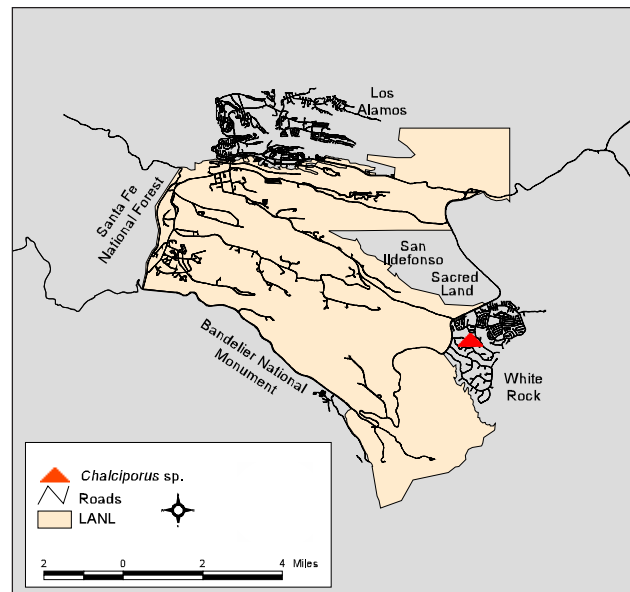 Los
Alamos
Santa Fe
National Forest
San
Ildefonso
Sacred
Land
Bandelier National
Monument
White
Rock
Chalciporus sp.
Roads
LANL
2 0 2 4 Miles